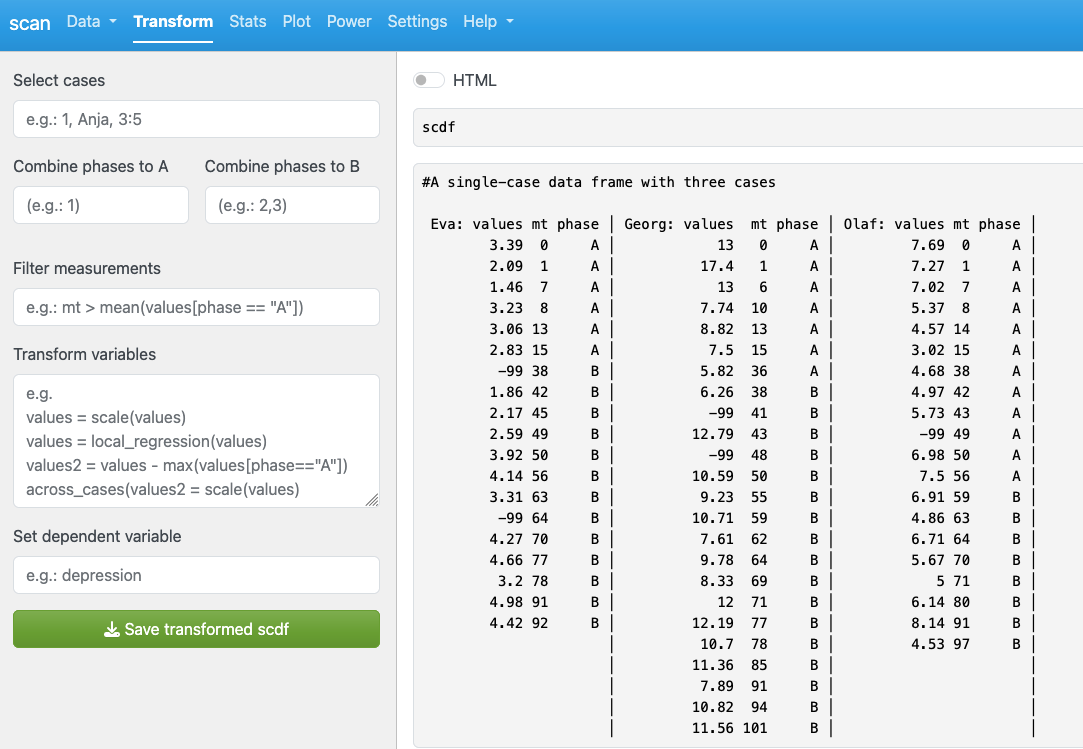 scan Data Transform Stats Plot Power Settings Help
Select cases
e.g.: 1, Anja, 3:5
Combine phases to A Combine phases to B
(e.g.: 1) (e.g.: 2,3)
Filter measurements
e.g.: mt > mean(values[phase == "A"])
Transform variables
e.g.
values = scale(values)
values = local_regression(values)
values2 = values - max(values[phase=="A"])
across_cases(values2 = scale(values)
Set dependent variable
e.g.: depression
Save transformed scdf
HTML
scdf
#A single-case data frame with three cases
Eva: values mt phase | Georg: values mt phase | Olaf: values mt phase |
3.39 0 A | 13 0 A | 7.69 0 A |
2.09 1 A | 17.4 1 A | 7.27 1 A |
1.46 7 A | 13 6 A | 7.02 7 A |
3.23 8 A | 7.74 10 A | 5.37 8 A |
3.06 13 A | 8.82 13 A | 4.57 14 A |
2.83 15 A | 7.5 15 A | 3.02 15 A |
-99 38 B | 5.82 36 A | 4.68 38 A |
1.86 42 B | 6.26 38 B | 4.97 42 A |
2.17 45 B | -99 41 B | 5.73 43 A |
2.59 49 B | 12.79 43 B | -99 49 A |
3.92 50 B | -99 48 B | 6.98 50 A |
4.14 56 B | 10.59 50 B | 7.5 56 A |
3.31 63 B | 9.23 55 B | 6.91 59 B |
-99 64 B | 10.71 59 B | 4.86 63 B |
4.27 70 B | 7.61 62 B | 6.71 64 B |
4.66 77 B | 9.78 64 B | 5.67 70 B |
3.2 78 B | 8.33 69 B | 5 71 B |
4.98 91 B | 12 71 B | 6.14 80 B |
4.42 92 B | 12.19 77 B | 8.14 91 B |
| 10.7 78 B | 4.53 97 B |
| 11.36 85 B | |
| 7.89 91 B | |
| 10.82 94 B | |
| 11.56 101 B | |